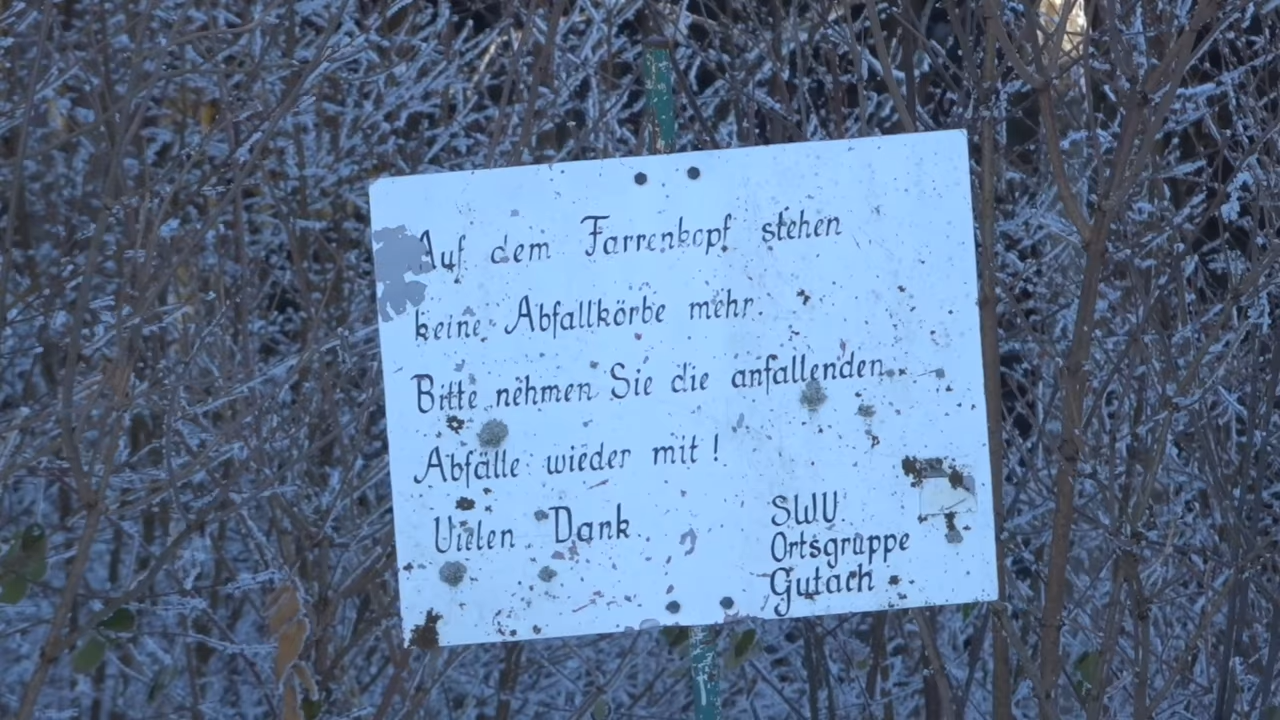 Auf dem Farrenkopf stehen
keine Abfallkörbe mehr.
Bitte nehmen Sie die anfallenden
Abfälle wieder mit!
Vielen Dank
SWV
Ortsgruppe
Gutach